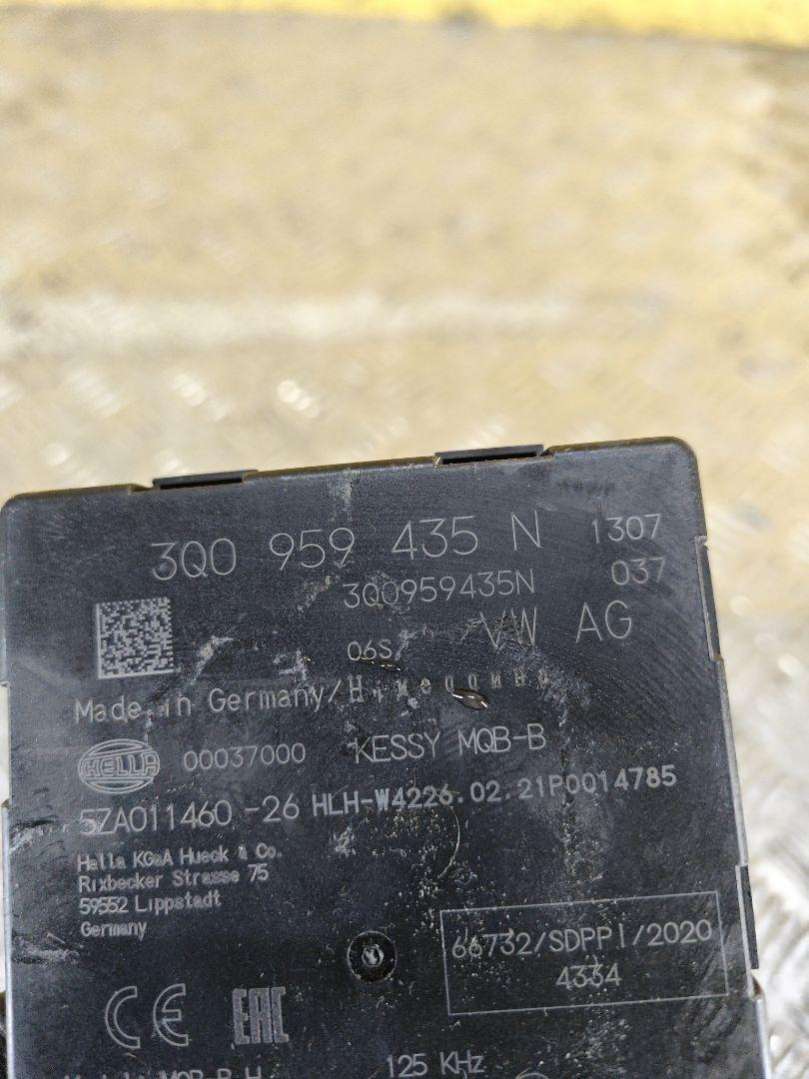 3Q0 959 435 N 1307
3Q0959435N 037
06S VW AG
Made in Germany/
HELLA 00037000 KESSY MQB-B
5ZA011460-26 HLH-W4226.02.21P0014785
Hella KGaA Hueck & Co.
Rixbecker Strasse 75
59552 Lippstadt
Germany
66732/SDPPI/2020
4334
CE EAC
125 KHz